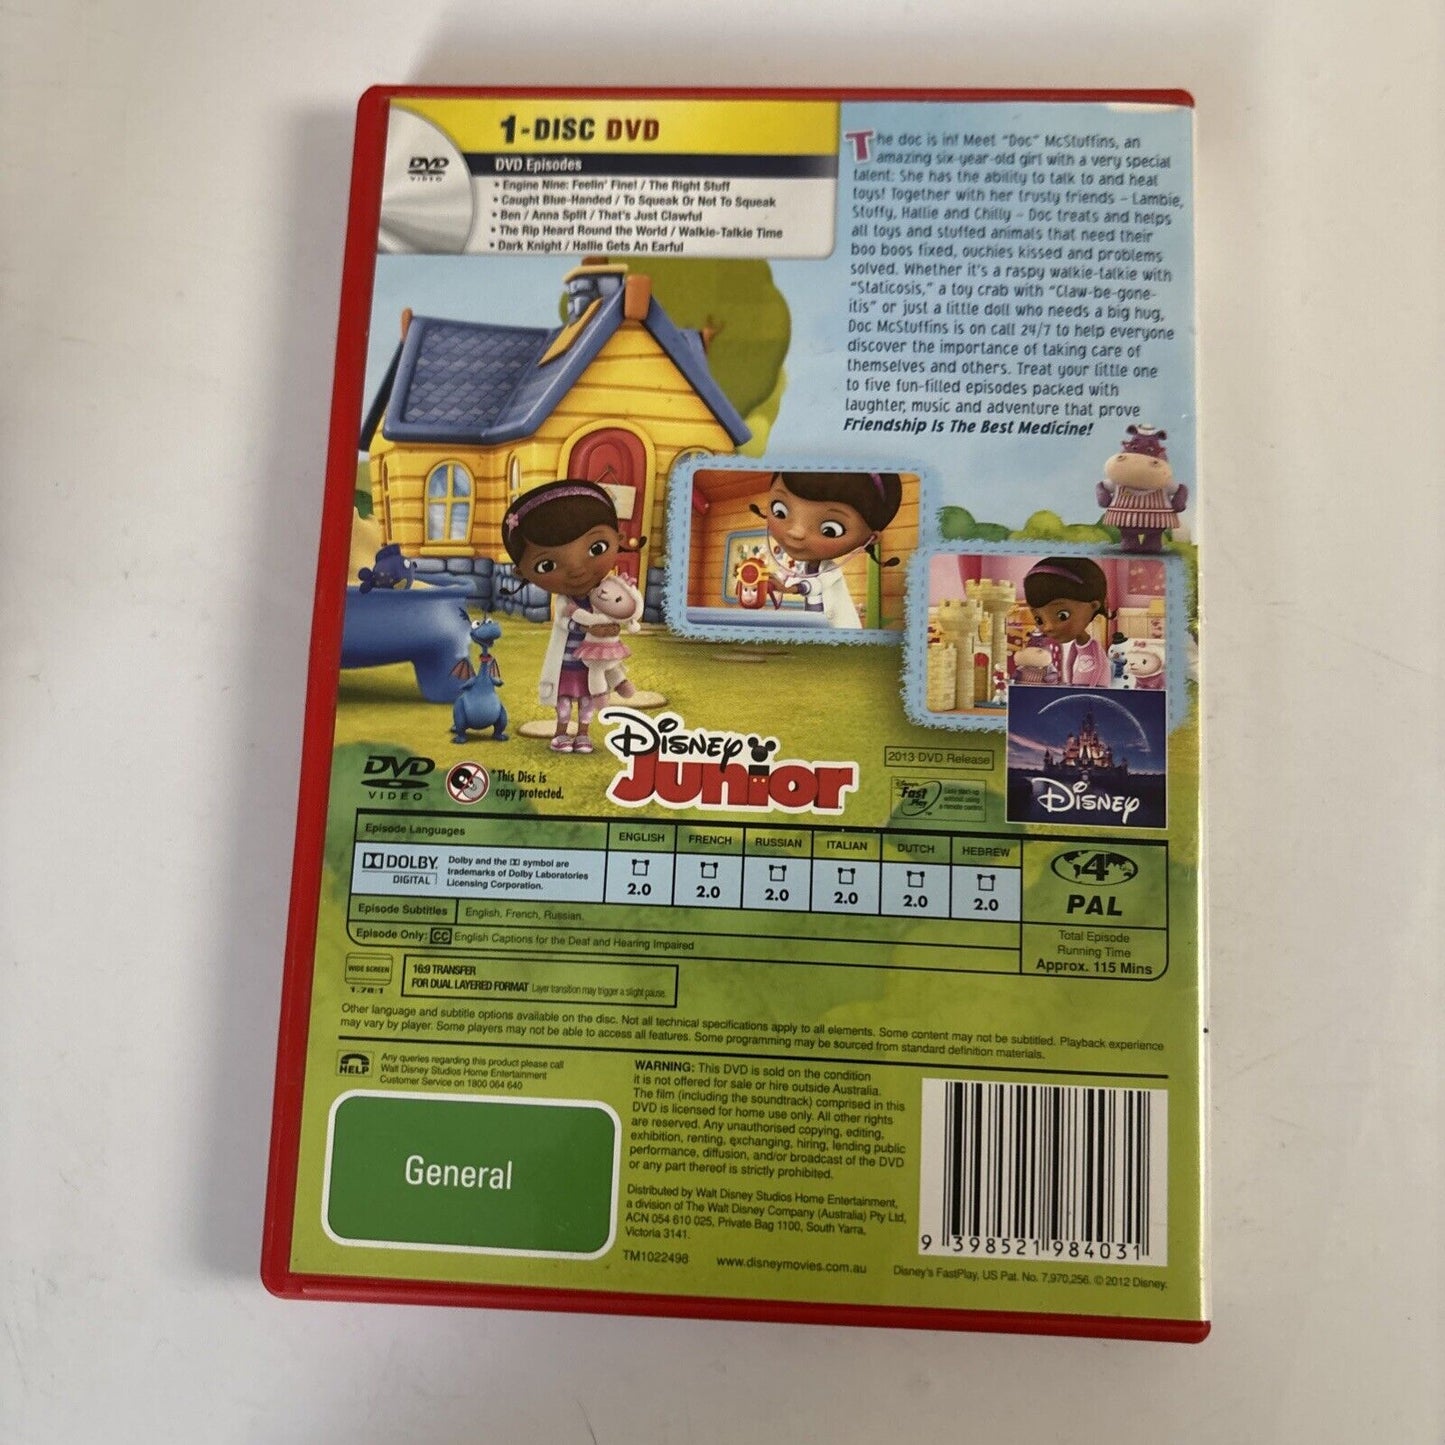 1-DISC DVD
DVD
VIDEO
DVD Episodes
• Engine Nine: Feelin' Fine! / The Right Stuff
• Caught Blue-Handed / To Squeak Or Not To Squeak
• Ben / Anna Split / That's Just Clawful
• The Rip Heard Round the World / Walkie-Talkie Time
• Dark Knight / Hallie Gets An Earful
The doc is in! Meet "Doc" McStuffins, an
amazing six-year-old girl with a very special
talent: She has the ability to talk to and heal
toys! Together with her trusty friends – Lambie,
Stuffy, Hallie and Chilly – Doc treats and helps
all toys and stuffed animals that need their
boo boos fixed, ouchies kissed and problems
solved. Whether it's a raspy walkie-talkie with
"Staticosis," a toy crab with "Claw-be-gone-
itis" or just a little doll who needs a big hug,
Doc McStuffins is on call 24/7 to help everyone
discover the importance of taking care of
themselves and others. Treat your little one
to five fun-filled episodes packed with
laughter, music and adventure that prove
Friendship Is The Best Medicine!
DVD
VIDEO
*This Disc is
copy protected.
Disney
Junior
2013 DVD Release
Disney's
Fast
Play
Easy start-up
without using
a remote control.
Disney
Episode Languages
ENGLISH FRENCH RUSSIAN ITALIAN DUTCH HEBREW
DOLBY
DIGITAL
Dolby and the DD symbol are
trademarks of Dolby Laboratories
Licensing Corporation.
2.0 2.0 2.0 2.0 2.0 2.0
4
PAL
Episode Subtitles English, French, Russian.
Episode Only: CC English Captions for the Deaf and Hearing Impaired
Total Episode
Running Time
Approx. 115 Mins
WIDE SCREEN
1.78:1
16:9 TRANSFER
FOR DUAL LAYERED FORMAT Layer transition may trigger a slight pause.
Other language and subtitle options available on the disc. Not all technical specifications apply to all elements. Some content may not be subtitled. Playback experience
may vary by player. Some players may not be able to access all features. Some programming may be sourced from standard definition materials.
HELP
Any queries regarding this product please call
Walt Disney Studios Home Entertainment
Customer Service on 1800 064 640
General
WARNING: This DVD is sold on the condition
it is not offered for sale or hire outside Australia.
The film (including the soundtrack) comprised in this
DVD is licensed for home use only. All other rights
are reserved. Any unauthorised copying, editing,
exhibition, renting, exchanging, hiring, lending public
performance, diffusion, and/or broadcast of the DVD
or any part thereof is strictly prohibited.
Distributed by Walt Disney Studios Home Entertainment,
a division of The Walt Disney Company (Australia) Pty Ltd,
ACN 054 610 025, Private Bag 1100, South Yarra,
Victoria 3141.
TM1022498 www.disneymovies.com.au
9 398521 984031
Disney's FastPlay, US Pat. No. 7,970,256. © 2012 Disney.